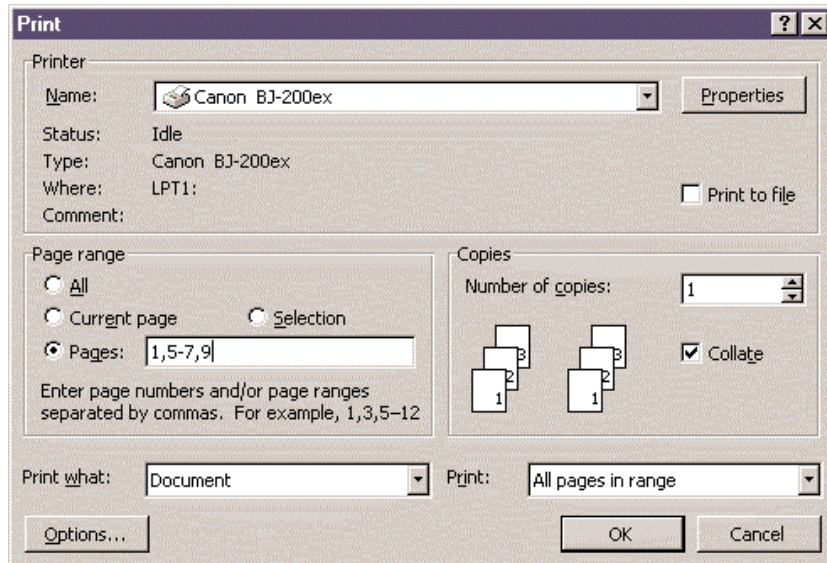 Print
Printer
Name: Canon BJ-200ex Properties
Status: Idle
Type: Canon BJ-200ex
Where: LPT1:
Comment: Print to file
Page range
All
Current page Selection
Pages: 1,5-7,9
Enter page numbers and/or page ranges
separated by commas. For example, 1,3,5–12
Copies
Number of copies: 1
Collate
1 2 3 1 2 3
Print what: Document Print: All pages in range
Options... OK Cancel